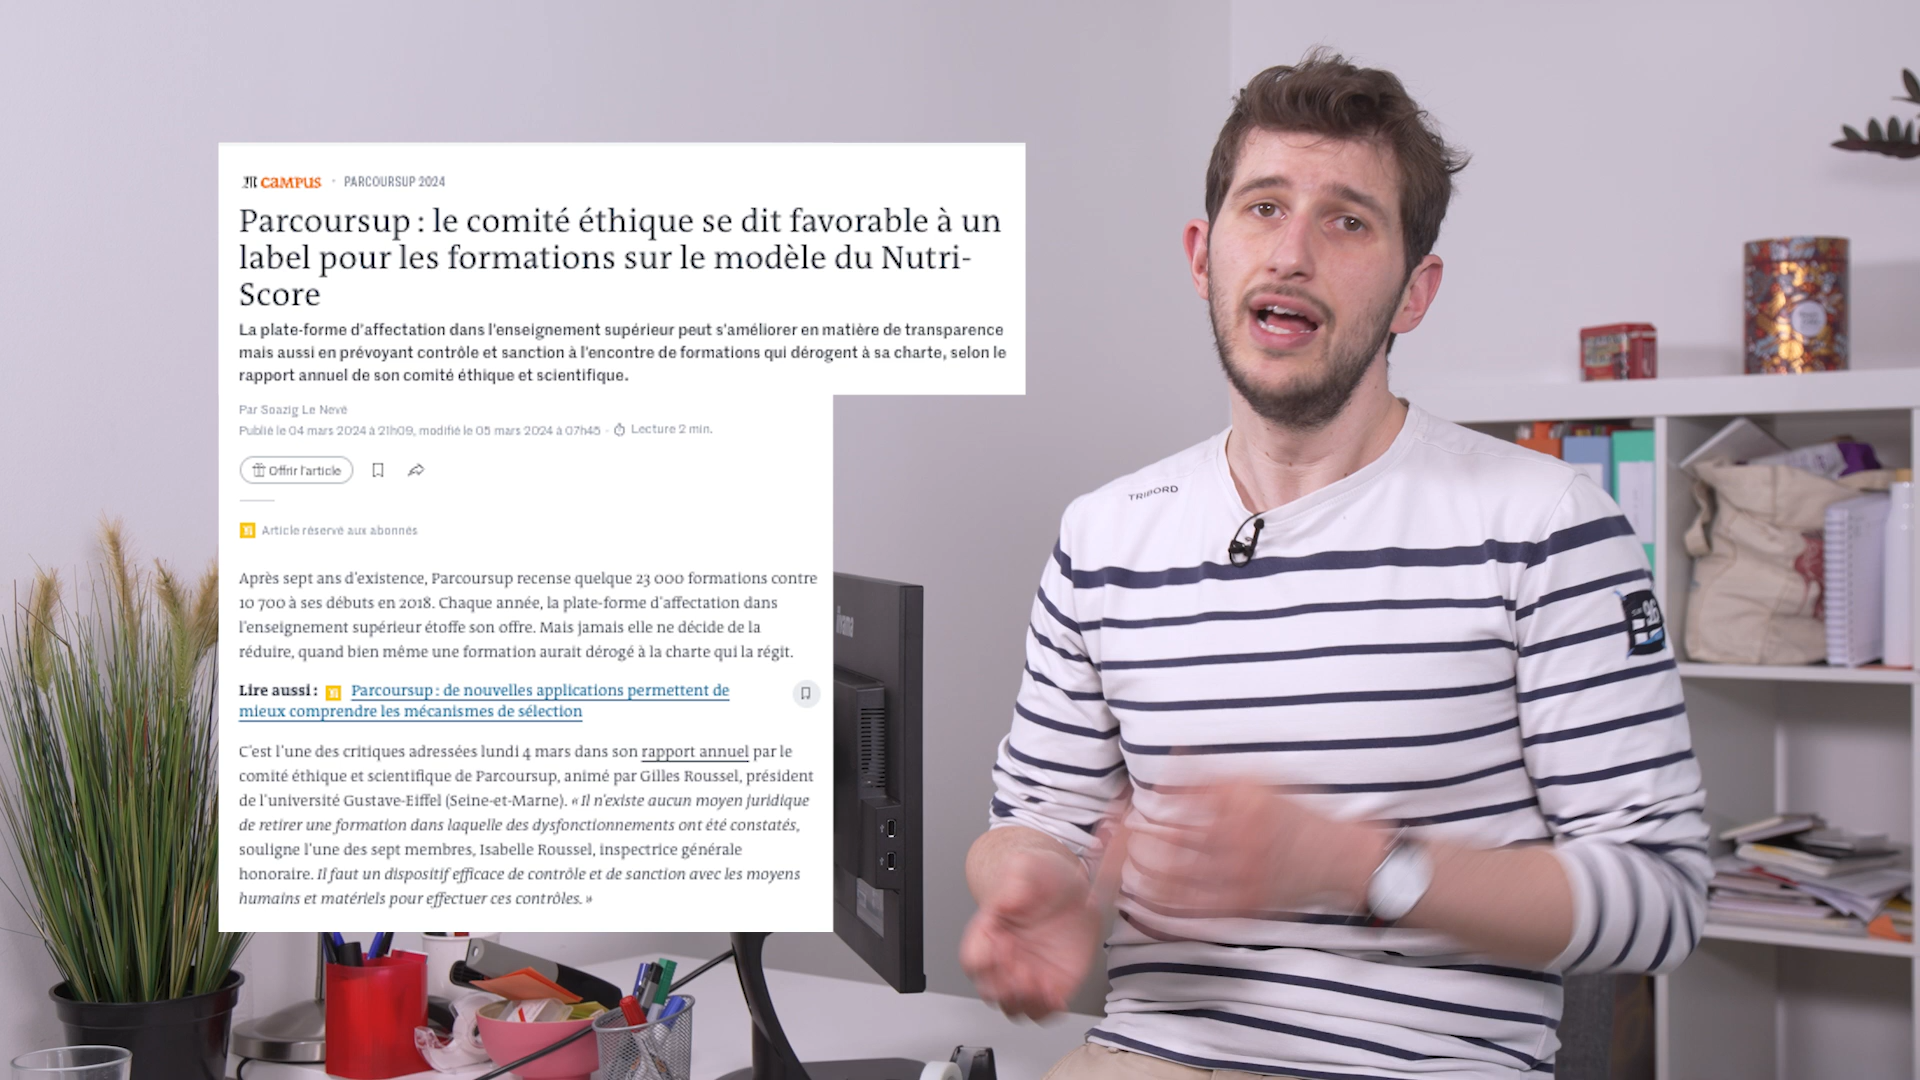 M CAMPUS · PARCOURSUP 2024
Parcoursup : le comité éthique se dit favorable à un
label pour les formations sur le modèle du Nutri-
Score
La plate-forme d'affectation dans l'enseignement supérieur peut s'améliorer en matière de transparence
mais aussi en prévoyant contrôle et sanction à l'encontre de formations qui dérogent à sa charte, selon le
rapport annuel de son comité éthique et scientifique.
Par Soazig Le Nevé
Publié le 04 mars 2024 à 21h09, modifié le 05 mars 2024 à 07h45 · Lecture 2 min.
Offrir l'article
Article réservé aux abonnés
Après sept ans d'existence, Parcoursup recense quelque 23 000 formations contre
10 700 à ses débuts en 2018. Chaque année, la plate-forme d'affectation dans
l'enseignement supérieur étoffe son offre. Mais jamais elle ne décide de la
réduire, quand bien même une formation aurait dérogé à la charte qui la régit.
Lire aussi : Parcoursup : de nouvelles applications permettent de
mieux comprendre les mécanismes de sélection
C'est l'une des critiques adressées lundi 4 mars dans son rapport annuel par le
comité éthique et scientifique de Parcoursup, animé par Gilles Roussel, président
de l'université Gustave-Eiffel (Seine-et-Marne). « Il n'existe aucun moyen juridique
de retirer une formation dans laquelle des dysfonctionnements ont été constatés,
souligne l'une des sept membres, Isabelle Roussel, inspectrice générale
honoraire. Il faut un dispositif efficace de contrôle et de sanction avec les moyens
humains et matériels pour effectuer ces contrôles. »
TRIBORD
96